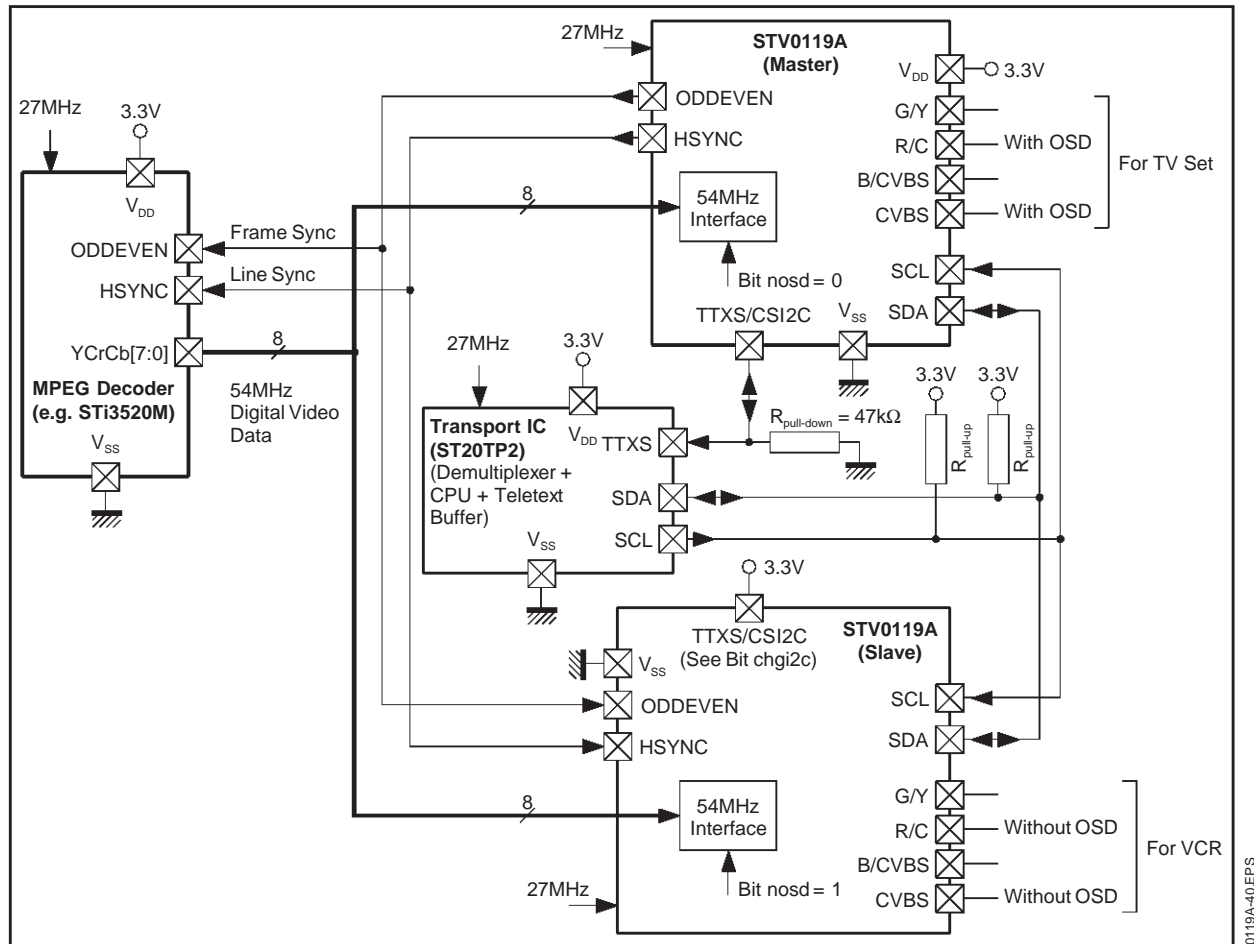 27MHz
STV0119A
(Master)
VDD
3.3V
ODDEVEN
HSYNC
G/Y
R/C
With OSD
B/CVBS
CVBS
With OSD
For TV Set
8
54MHz
Interface
Bit nosd = 0
SCL
SDA
TTXS/CSI2C
VSS
27MHz
3.3V
VDD
ODDEVEN
Frame Sync
HSYNC
Line Sync
YCrCb[7:0]
8
MPEG Decoder
(e.g. STi3520M)
54MHz
Digital Video
Data
VSS
27MHz
3.3V
VDD
Transport IC
(ST20TP2)
(Demultiplexer +
CPU + Teletext
Buffer)
TTXS
SDA
SCL
VSS
Rpull-down = 47kΩ
3.3V
3.3V
Rpull-up
Rpull-up
3.3V
TTXS/CSI2C
(See Bit chgi2c)
STV0119A
(Slave)
VSS
ODDEVEN
HSYNC
SCL
SDA
8
54MHz
Interface
Bit nosd = 1
27MHz
G/Y
R/C
Without OSD
B/CVBS
CVBS
Without OSD
For VCR
0119A-40.EPS